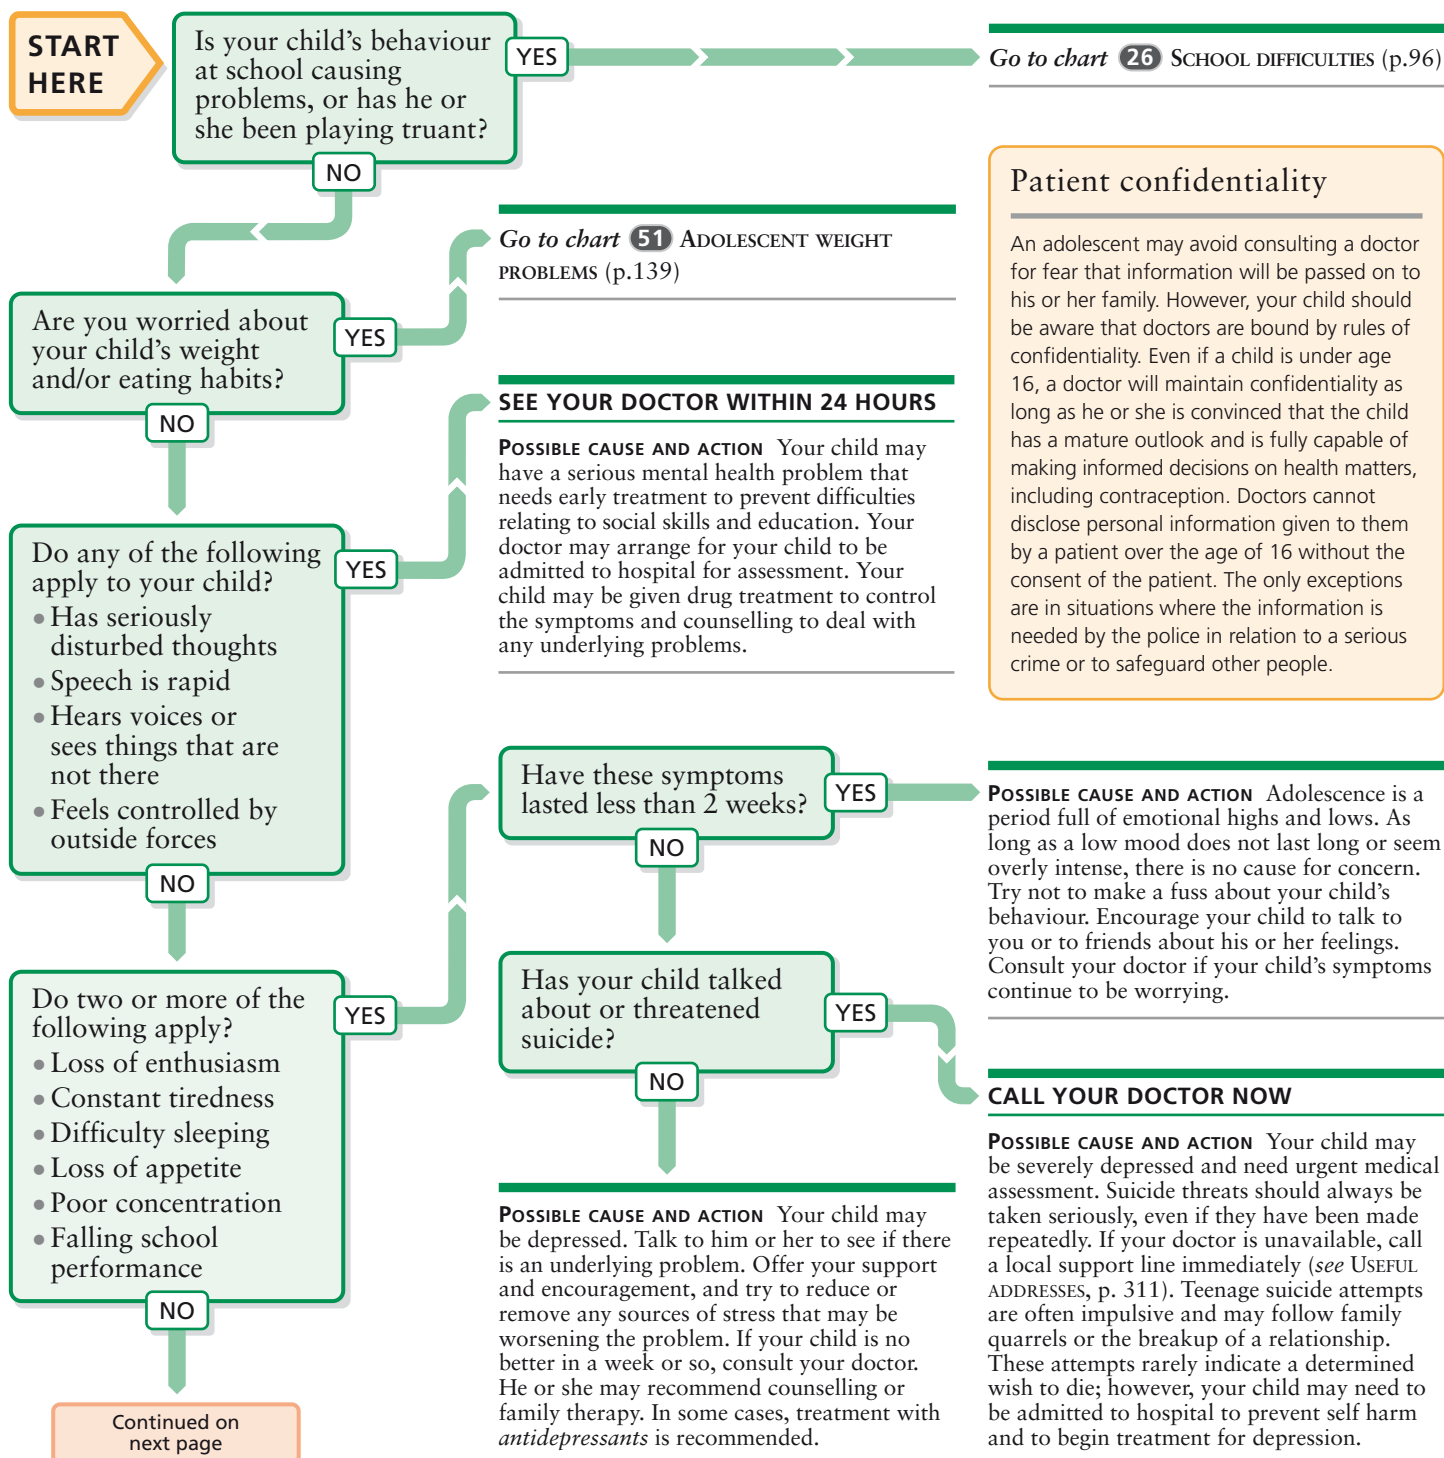 START
HERE
Is your child's behaviour
at school causing
problems, or has he or
she been playing truant?
YES
Go to chart 26 SCHOOL DIFFICULTIES (p.96)
NO
Go to chart 51 ADOLESCENT WEIGHT
PROBLEMS (p.139)
Are you worried about
your child's weight
and/or eating habits?
YES
NO
SEE YOUR DOCTOR WITHIN 24 HOURS
POSSIBLE CAUSE AND ACTION Your child may
have a serious mental health problem that
needs early treatment to prevent difficulties
relating to social skills and education. Your
doctor may arrange for your child to be
admitted to hospital for assessment. Your
child may be given drug treatment to control
the symptoms and counselling to deal with
any underlying problems.
Patient confidentiality
An adolescent may avoid consulting a doctor
for fear that information will be passed on to
his or her family. However, your child should
be aware that doctors are bound by rules of
confidentiality. Even if a child is under age
16, a doctor will maintain confidentiality as
long as he or she is convinced that the child
has a mature outlook and is fully capable of
making informed decisions on health matters,
including contraception. Doctors cannot
disclose personal information given to them
by a patient over the age of 16 without the
consent of the patient. The only exceptions
are in situations where the information is
needed by the police in relation to a serious
crime or to safeguard other people.
Do any of the following
apply to your child?
• Has seriously
disturbed thoughts
• Speech is rapid
• Hears voices or
sees things that are
not there
• Feels controlled by
outside forces
YES
NO
Do two or more of the
following apply?
• Loss of enthusiasm
• Constant tiredness
• Difficulty sleeping
• Loss of appetite
• Poor concentration
• Falling school
performance
YES
NO
Continued on
next page
Have these symptoms
lasted less than 2 weeks?
YES
NO
POSSIBLE CAUSE AND ACTION Adolescence is a
period full of emotional highs and lows. As
long as a low mood does not last long or seem
overly intense, there is no cause for concern.
Try not to make a fuss about your child's
behaviour. Encourage your child to talk to
you or to friends about his or her feelings.
Consult your doctor if your child's symptoms
continue to be worrying.
Has your child talked
about or threatened
suicide?
YES
NO
POSSIBLE CAUSE AND ACTION Your child may
be depressed. Talk to him or her to see if there
is an underlying problem. Offer your support
and encouragement, and try to reduce or
remove any sources of stress that may be
worsening the problem. If your child is no
better in a week or so, consult your doctor.
He or she may recommend counselling or
family therapy. In some cases, treatment with
antidepressants is recommended.
CALL YOUR DOCTOR NOW
POSSIBLE CAUSE AND ACTION Your child may
be severely depressed and need urgent medical
assessment. Suicide threats should always be
taken seriously, even if they have been made
repeatedly. If your doctor is unavailable, call
a local support line immediately (see USEFUL
ADDRESSES, p. 311). Teenage suicide attempts
are often impulsive and may follow family
quarrels or the breakup of a relationship.
These attempts rarely indicate a determined
wish to die; however, your child may need to
be admitted to hospital to prevent self harm
and to begin treatment for depression.